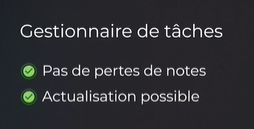 Gestionnaire de tâches
Pas de pertes de notes
Actualisation possible